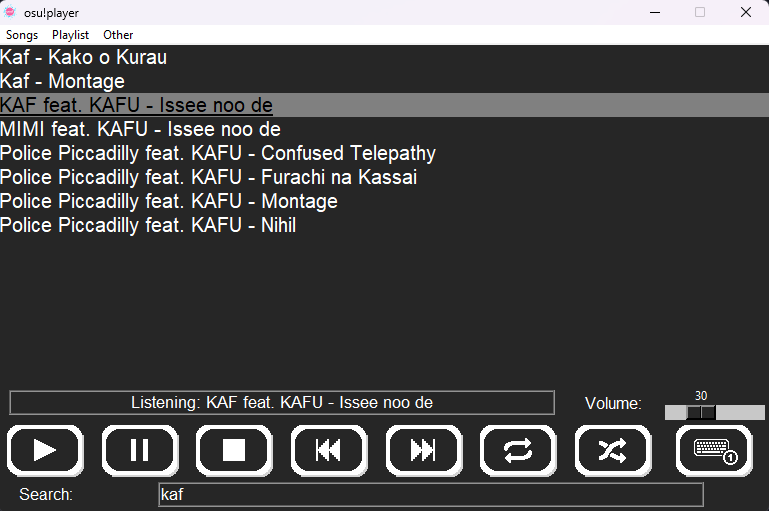 osu!player
Songs Playlist Other
Kaf - Kako o Kurau
Kaf - Montage
KAF feat. KAFU - Issee noo de
MIMI feat. KAFU - Issee noo de
Police Piccadilly feat. KAFU - Confused Telepathy
Police Piccadilly feat. KAFU - Furachi na Kassai
Police Piccadilly feat. KAFU - Montage
Police Piccadilly feat. KAFU - Nihil
Listening: KAF feat. KAFU - Issee noo de
Volume:
30
1
Search:
kaf